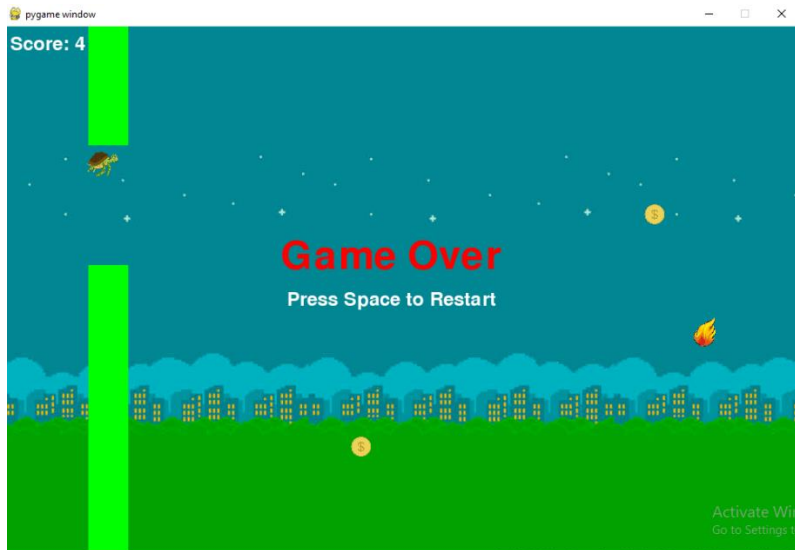 pygame window
Score: 4
Game Over
Press Space to Restart
Activate Wi
Go to Settings t